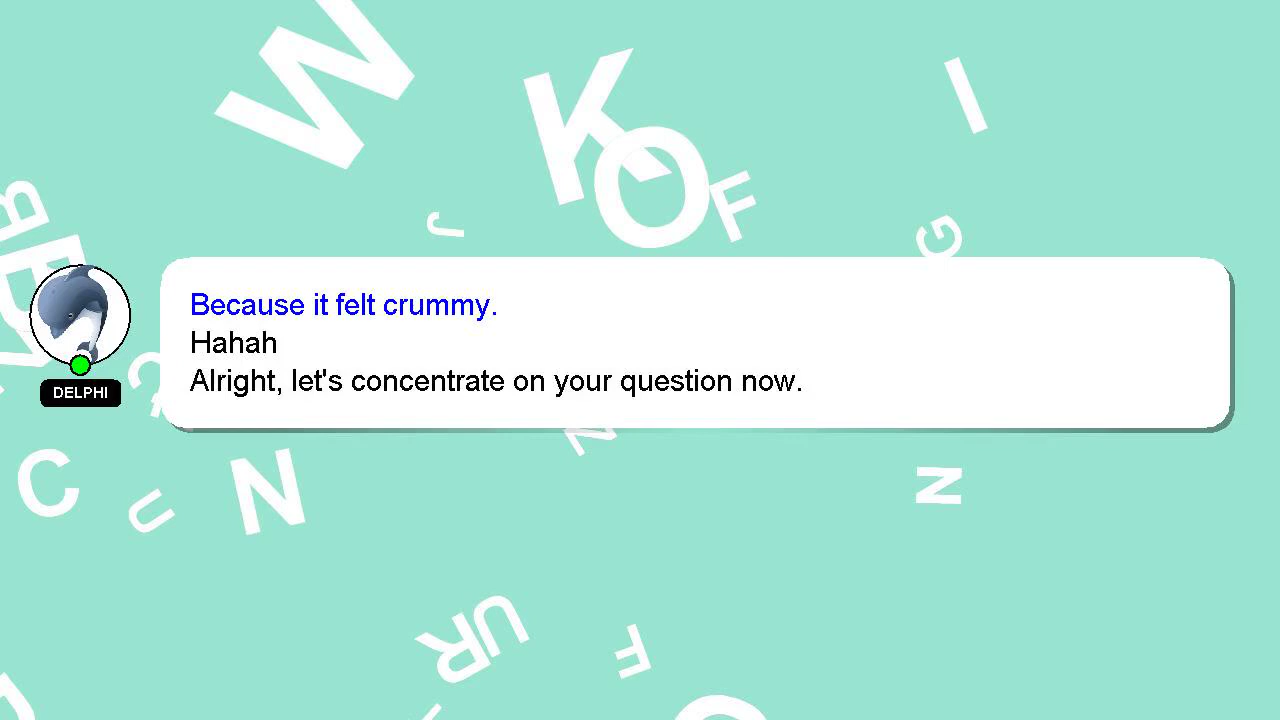 W
K
I
O
F
J
G
B
DELPHI
Because it felt crummy.
Hahah
Alright, let's concentrate on your question now.
C
N
U
N
N
U
R
F